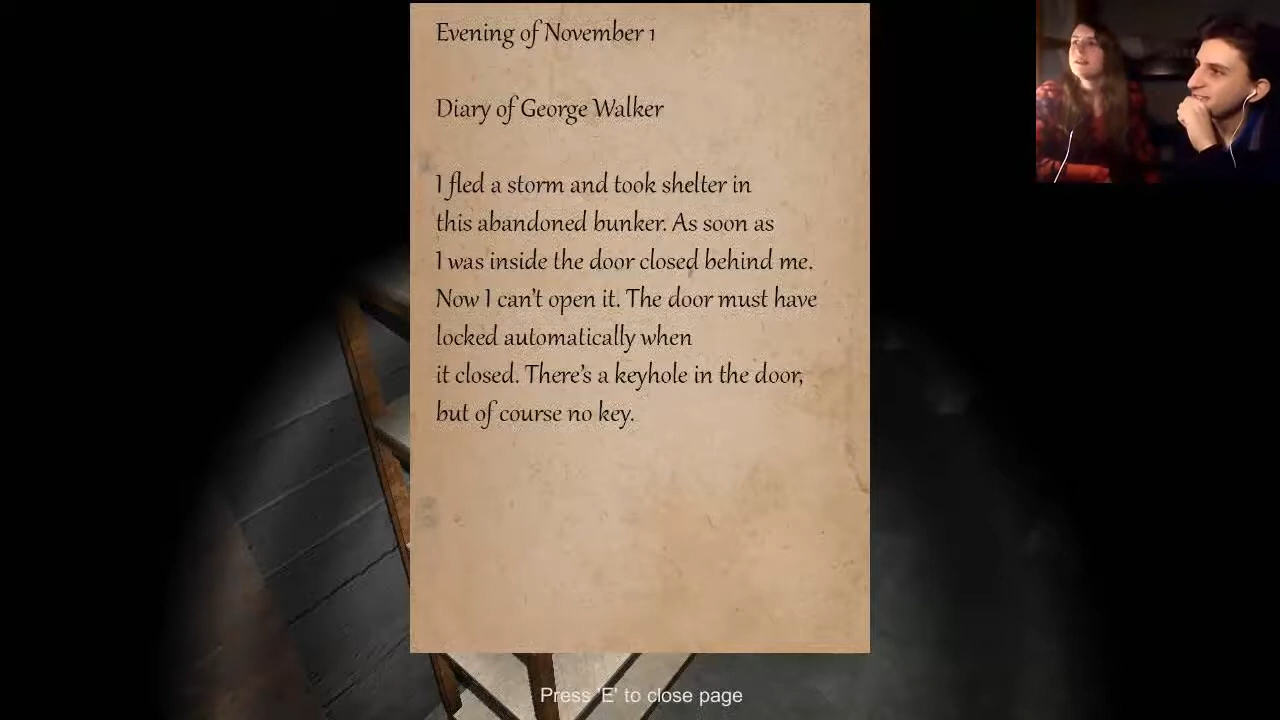 Evening of November 1
Diary of George Walker
I fled a storm and took shelter in
this abandoned bunker. As soon as
I was inside the door closed behind me.
Now I can't open it. The door must have
locked automatically when
it closed. There's a keyhole in the door,
but of course no key.
Press 'E' to close page